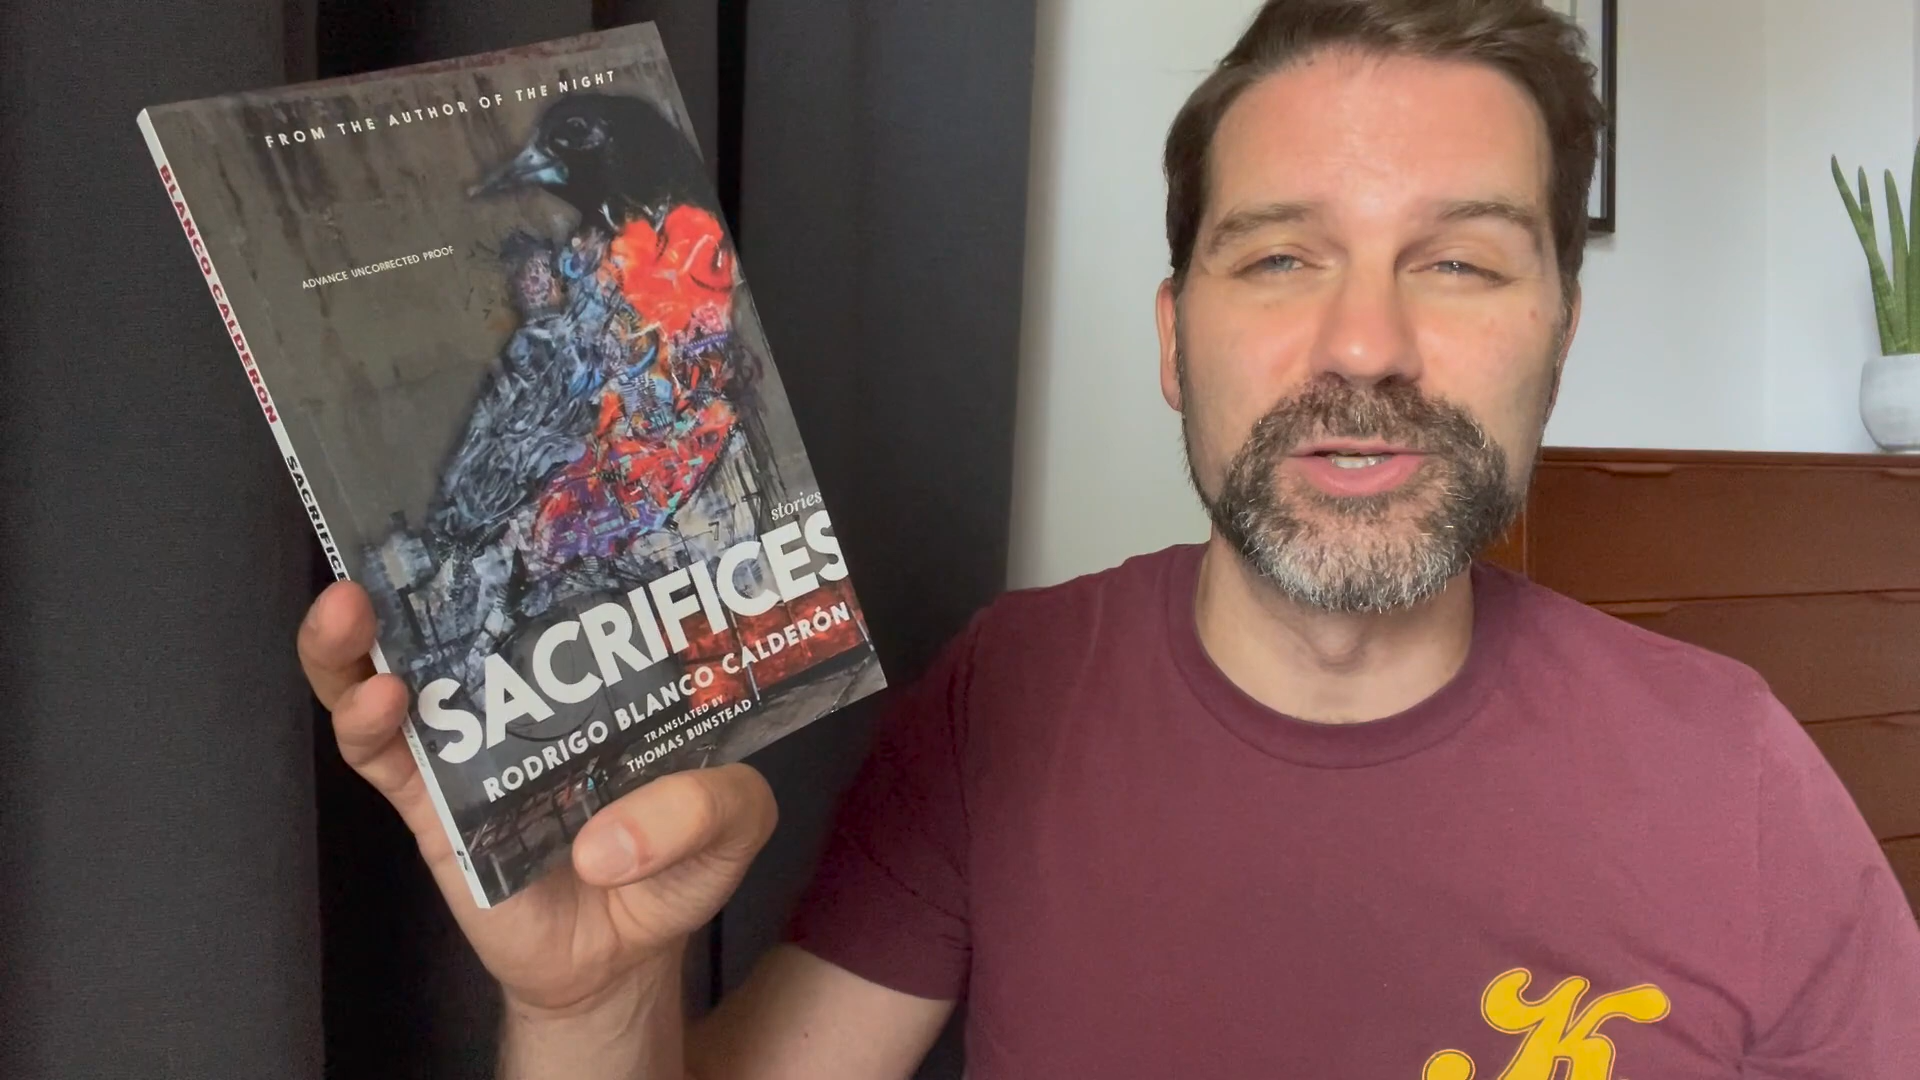 FROM THE AUTHOR OF THE NIGHT
ADVANCE UNCORRECTED PROOF
BLANCO CALDERÓN SACRIFICE
stories
SACRIFICES
RODRIGO BLANCO CALDERÓN
TRANSLATED BY
THOMAS BUNSTEAD
K